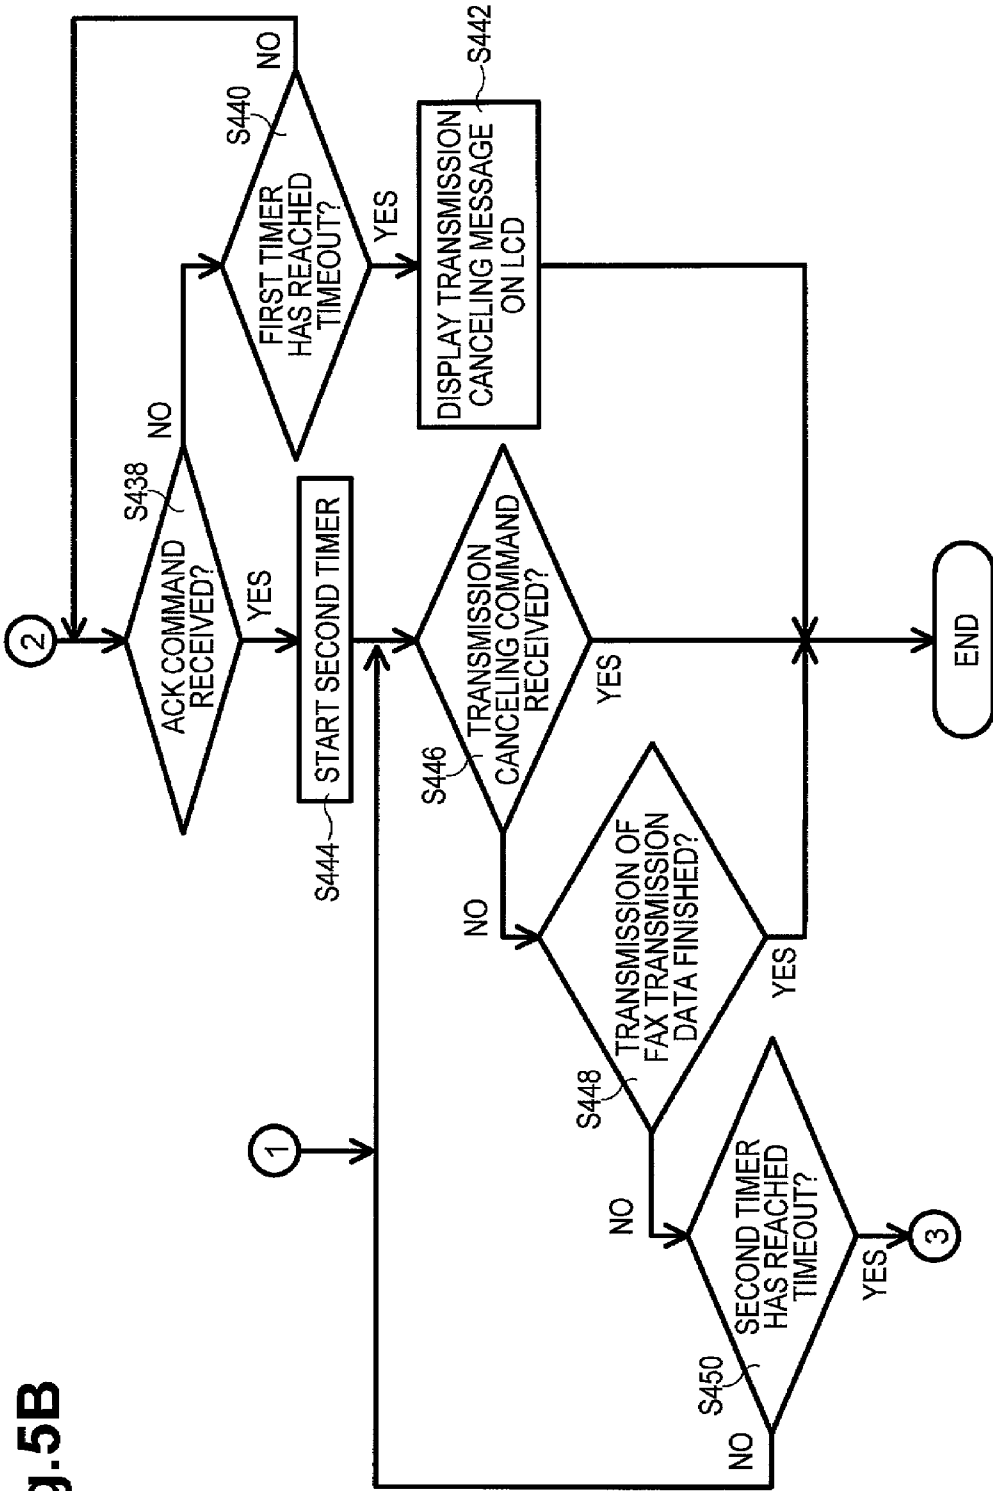 g.5B
2
S438
ACK COMMAND
RECEIVED?
NO
YES
S440
FIRST TIMER
HAS REACHED
TIMEOUT?
NO
YES
S442
DISPLAY TRANSMISSION
CANCELING MESSAGE
ON LCD
S444
START SECOND TIMER
1
S446
TRANSMISSION
CANCELING COMMAND
RECEIVED?
NO
YES
S448
TRANSMISSION OF
FAX TRANSMISSION
DATA FINISHED?
NO
YES
S450
SECOND TIMER
HAS REACHED
TIMEOUT?
NO
YES
3
END